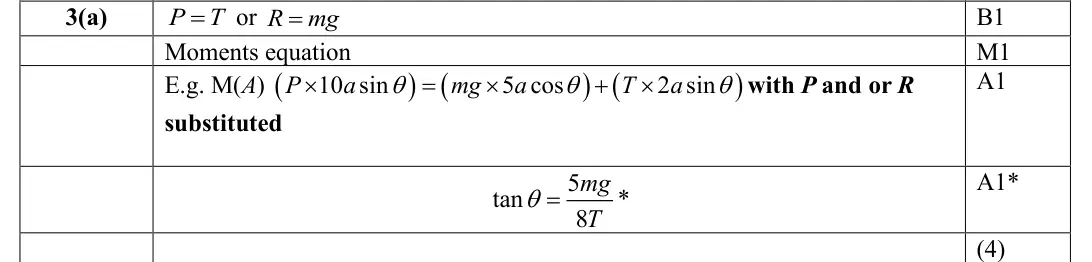 3(a) P = T or R = mg B1
Moments equation M1
E.g. M(A) (P×10a sin θ) = (mg × 5a cos θ) + (T × 2a sin θ) with P and or R A1
substituted
tan θ = 5mg/8T * A1*
(4)